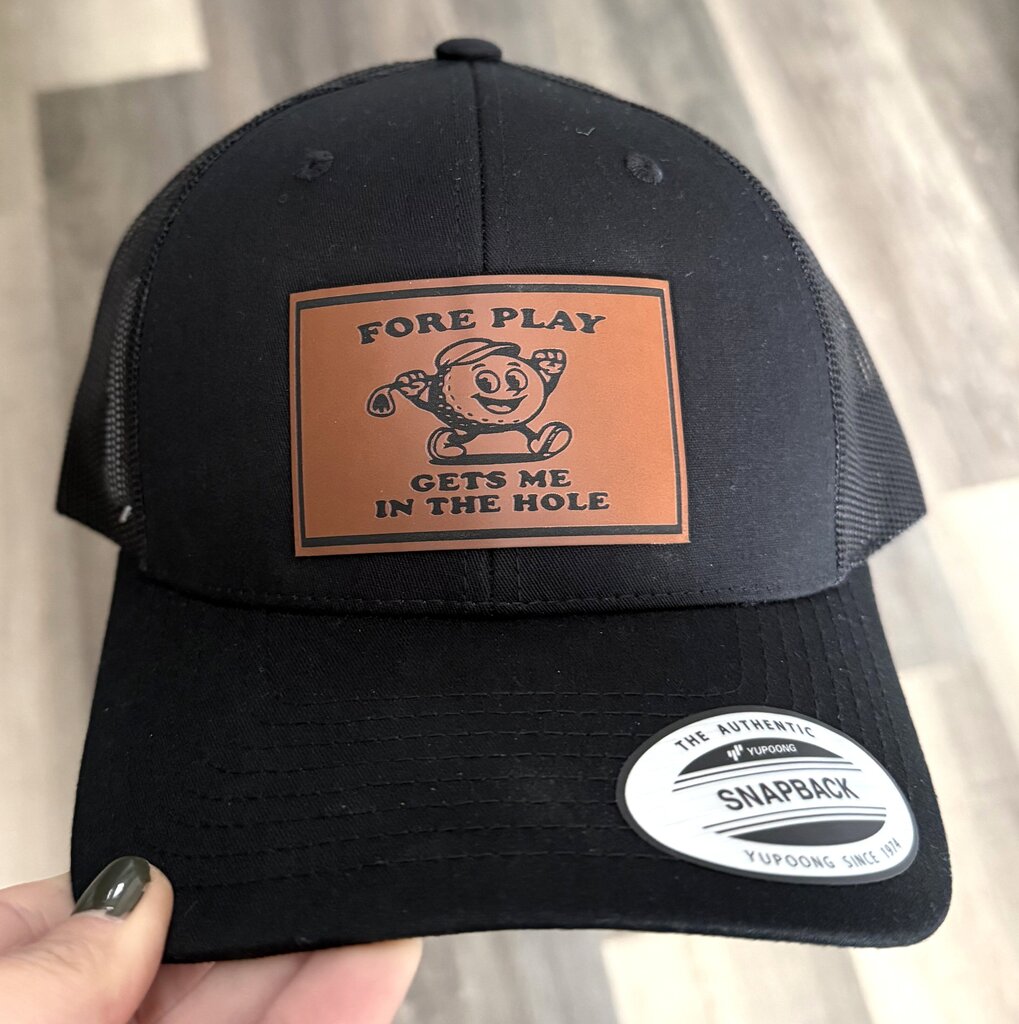 FORE PLAY
GETS ME
IN THE HOLE
THE AUTHENTIC
YUPOONG
SNAPBACK
YUPOONG SINCE 1974